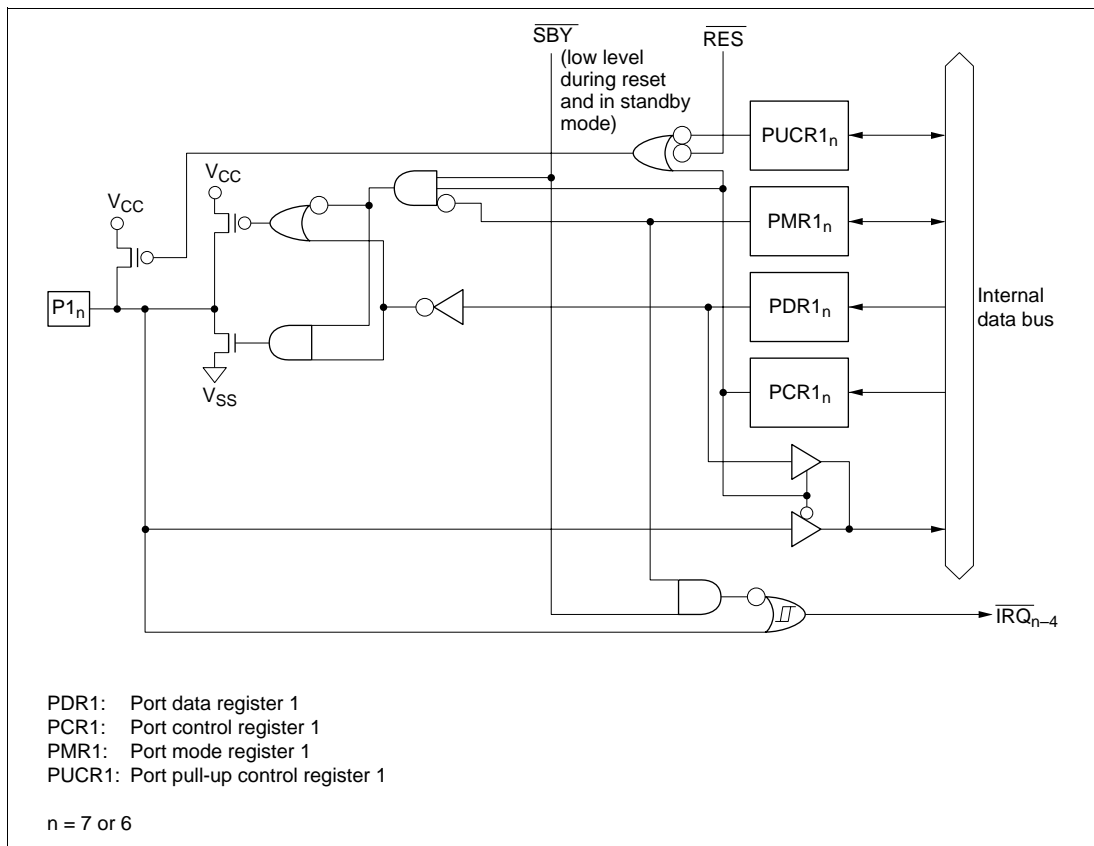 SBY
(low level
during reset
and in standby
mode)
RES
PUCR1n
VCC
VCC
PMR1n
P1n
PDR1n
Internal
data bus
VSS
PCR1n
IRQn–4
PDR1: Port data register 1
PCR1: Port control register 1
PMR1: Port mode register 1
PUCR1: Port pull-up control register 1
n = 7 or 6